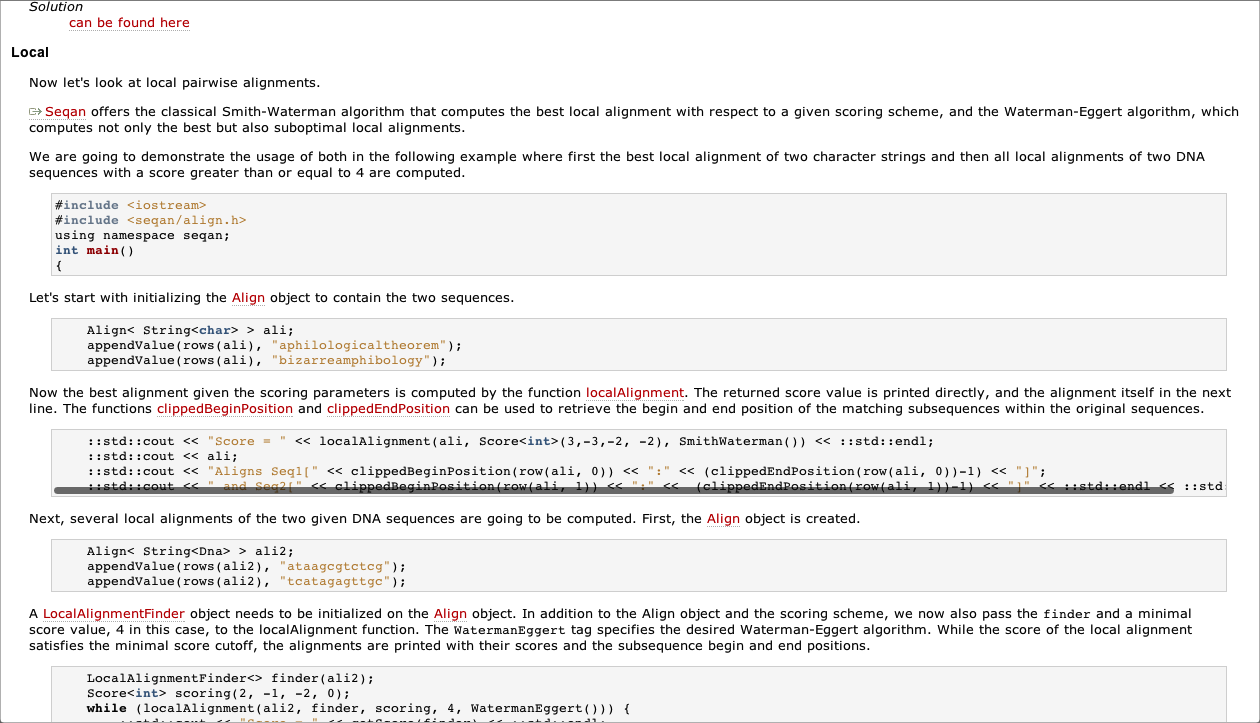 Solution
can be found here
Local
Now let's look at local pairwise alignments.
Seqan offers the classical Smith-Waterman algorithm that computes the best local alignment with respect to a given scoring scheme, and the Waterman-Eggert algorithm, which
computes not only the best but also suboptimal local alignments.
We are going to demonstrate the usage of both in the following example where first the best local alignment of two character strings and then all local alignments of two DNA
sequences with a score greater than or equal to 4 are computed.
#include <iostream>
#include <seqan/align.h>
using namespace seqan;
int main()
{
Let's start with initializing the Align object to contain the two sequences.
Align< String<char> > ali;
appendValue(rows(ali), "aphilologicaltheorem");
appendValue(rows(ali), "bizarreamphibology");
Now the best alignment given the scoring parameters is computed by the function localAlignment. The returned score value is printed directly, and the alignment itself in the next
line. The functions clippedBeginPosition and clippedEndPosition can be used to retrieve the begin and end position of the matching subsequences within the original sequences.
::std::cout << "Score = " << localAlignment(ali, Score<int>(3,-3,-2, -2), SmithWaterman()) << ::std::endl;
::std::cout << ali;
::std::cout << "Aligns Seq1[" << clippedBeginPosition(row(ali, 0)) << ":" << (clippedEndPosition(row(ali, 0))-1) << "]";
::std::cout << " and Seq2[" << clippedBeginPosition(row(ali, 1)) << ":" <<  (clippedEndPosition(row(ali, 1))-1) << "]" << ::std::endl << ::std
Next, several local alignments of the two given DNA sequences are going to be computed. First, the Align object is created.
Align< String<Dna> > ali2;
appendValue(rows(ali2), "ataagcgtctcg");
appendValue(rows(ali2), "tcatagagttgc");
A LocalAlignmentFinder object needs to be initialized on the Align object. In addition to the Align object and the scoring scheme, we now also pass the finder and a minimal
score value, 4 in this case, to the localAlignment function. The WatermanEggert tag specifies the desired Waterman-Eggert algorithm. While the score of the local alignment
satisfies the minimal score cutoff, the alignments are printed with their scores and the subsequence begin and end positions.
LocalAlignmentFinder<> finder(ali2);
Score<int> scoring(2, -1, -2, 0);
while (localAlignment(ali2, finder, scoring, 4, WatermanEggert())) {
::std::cout << "Score = " << getScore(finder) << ::std::endl;